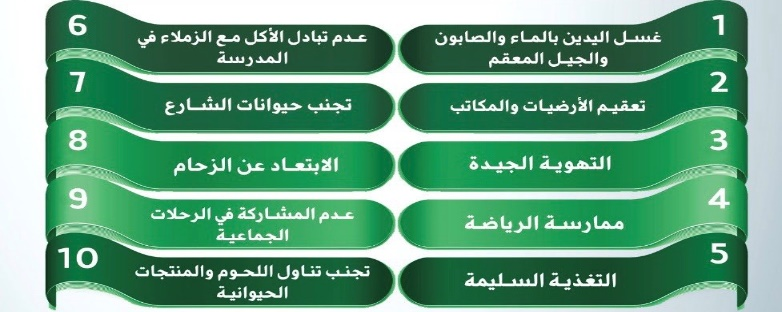 1
غسل اليدين بالماء والصابون
والجيل المعقم
2
تعقيم الأرضيات والمكاتب
3
التهوية الجيدة
4
ممارسة الرياضة
5
التغذية السليمة
6
عدم تبادل الأكل مع الزملاء في
المدرسة
7
تجنب حيوانات الشارع
8
الابتعاد عن الزحام
9
عدم المشاركة في الرحلات
الجماعية
10
تجنب تناول اللحوم والمنتجات
الحيوانية